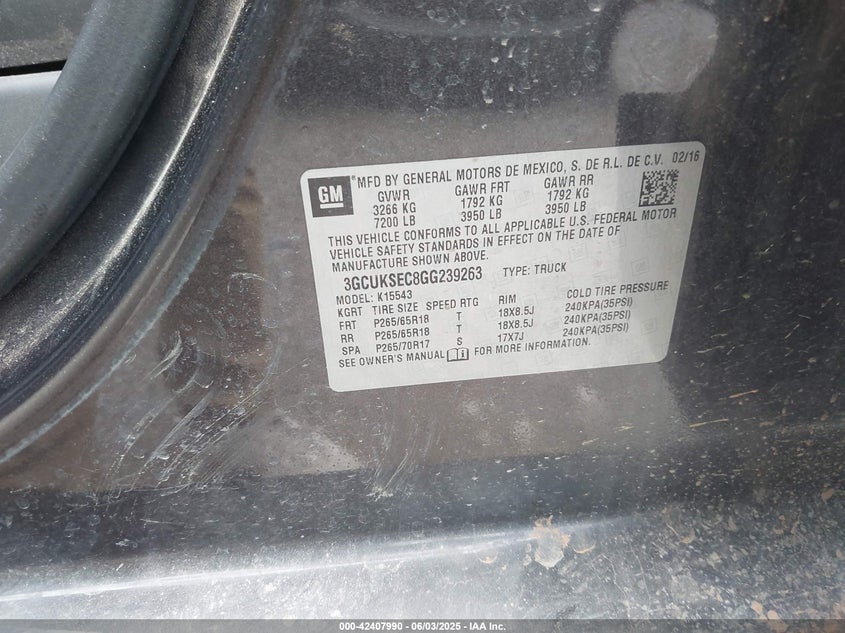 GM
® MFD BY GENERAL MOTORS DE MEXICO, S. DE R.L. DE C.V. 02/16
GVWR GAWR FRT GAWR RR
3266 KG 1792 KG 1792 KG
7200 LB 3950 LB 3950 LB
THIS VEHICLE CONFORMS TO ALL APPLICABLE U.S. FEDERAL MOTOR
VEHICLE SAFETY STANDARDS IN EFFECT ON THE DATE OF
MANUFACTURE SHOWN ABOVE.
3GCUKSEC8GG239263 TYPE: TRUCK
MODEL: K15543
KGRT TIRE SIZE SPEED RTG RIM COLD TIRE PRESSURE
FRT P265/65R18 T 18X8.5J 240KPA(35PSI)
RR P265/65R18 T 18X8.5J 240KPA(35PSI)
SPA P265/70R17 S 17X7J 240KPA(35PSI)
SEE OWNER'S MANUAL FOR MORE INFORMATION.
000-42407990 - 06/03/2025 - IAA Inc.